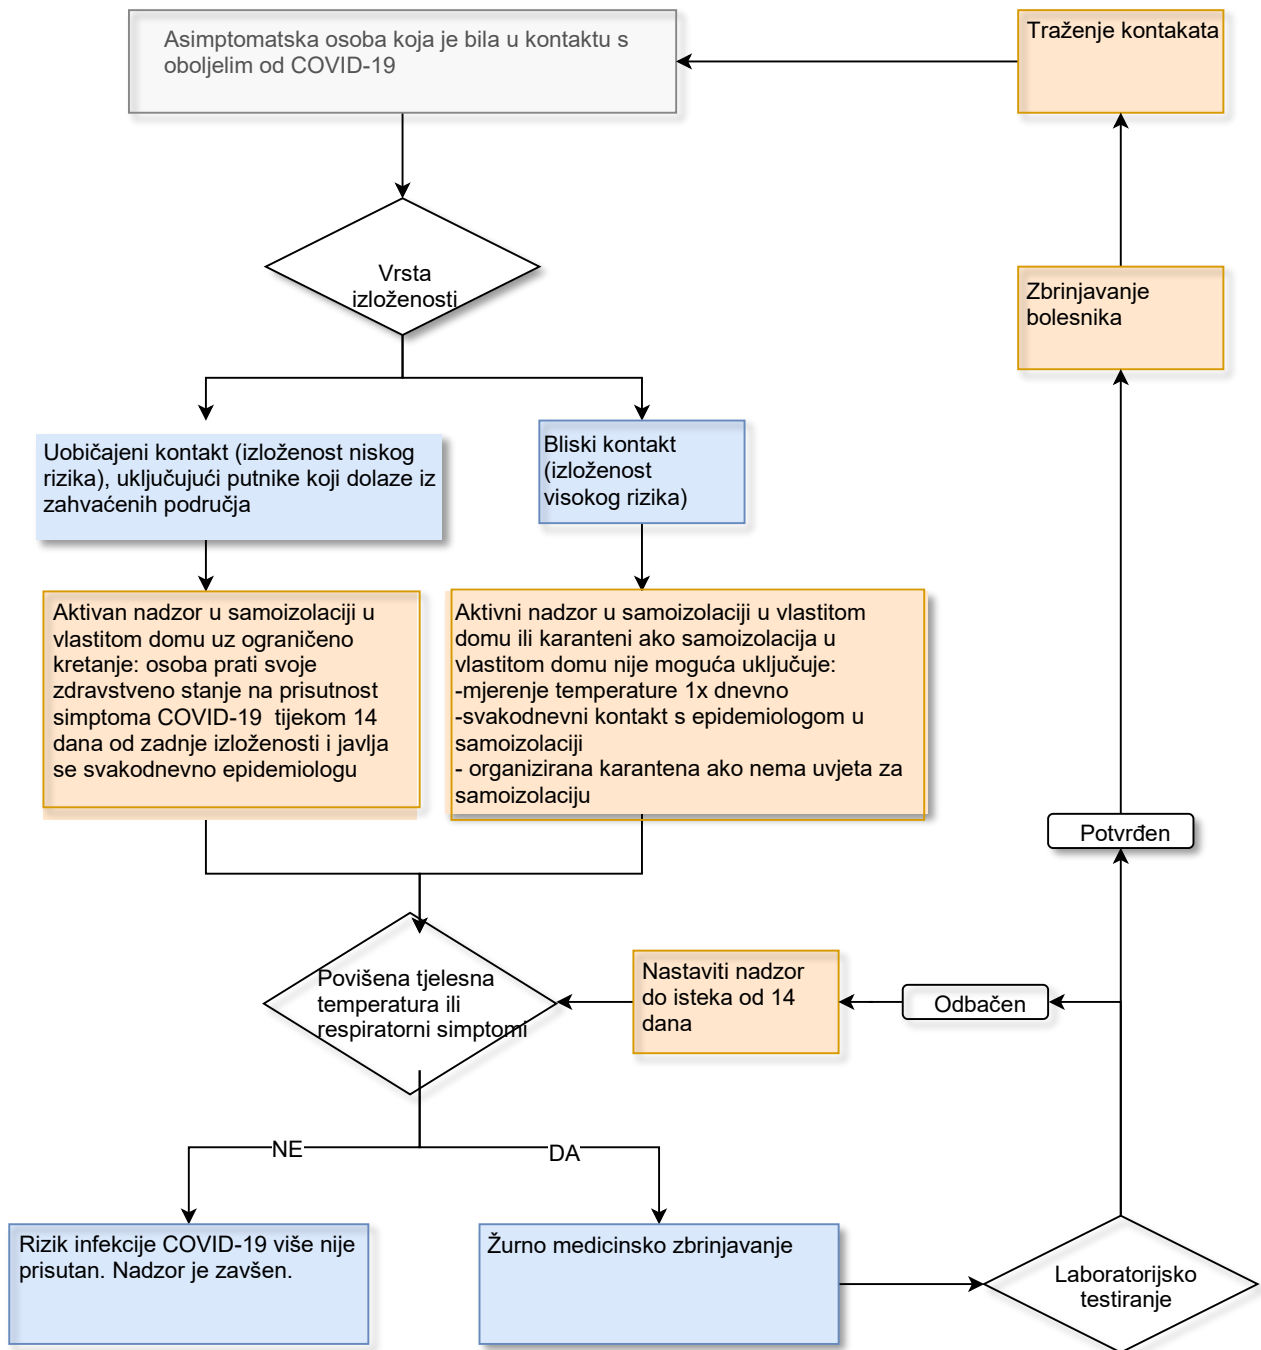 Asimptomatska osoba koja je bila u kontaktu s
oboljelim od COVID-19
Traženje kontakata
Vrsta
izloženosti
Zbrinjavanje
bolesnika
Uobičajeni kontakt (izloženost niskog
rizika), uključujući putnike koji dolaze iz
zahvaćenih područja
Bliski kontakt
(izloženost
visokog rizika)
Aktivan nadzor u samoizolaciji u
vlastitom domu uz ograničeno
kretanje: osoba prati svoje
zdravstveno stanje na prisutnost
simptoma COVID-19 tijekom 14
dana od zadnje izloženosti i javlja
se svakodnevno epidemiologu
Aktivni nadzor u samoizolaciji u vlastitom
domu ili karanteni ako samoizolacija u
vlastitom domu nije moguća uključuje:
-mjerenje temperature 1x dnevno
-svakodnevni kontakt s epidemiologom u
samoizolaciji
- organizirana karantena ako nema uvjeta za
samoizolaciju
Potvrđen
Povišena tjelesna
temperatura ili
respiratorni simptomi
Nastaviti nadzor
do isteka od 14
dana
Odbačen
NE
DA
Rizik infekcije COVID-19 više nije
prisutan. Nadzor je zavšen.
Žurno medicinsko zbrinjavanje
Laboratorijsko
testiranje